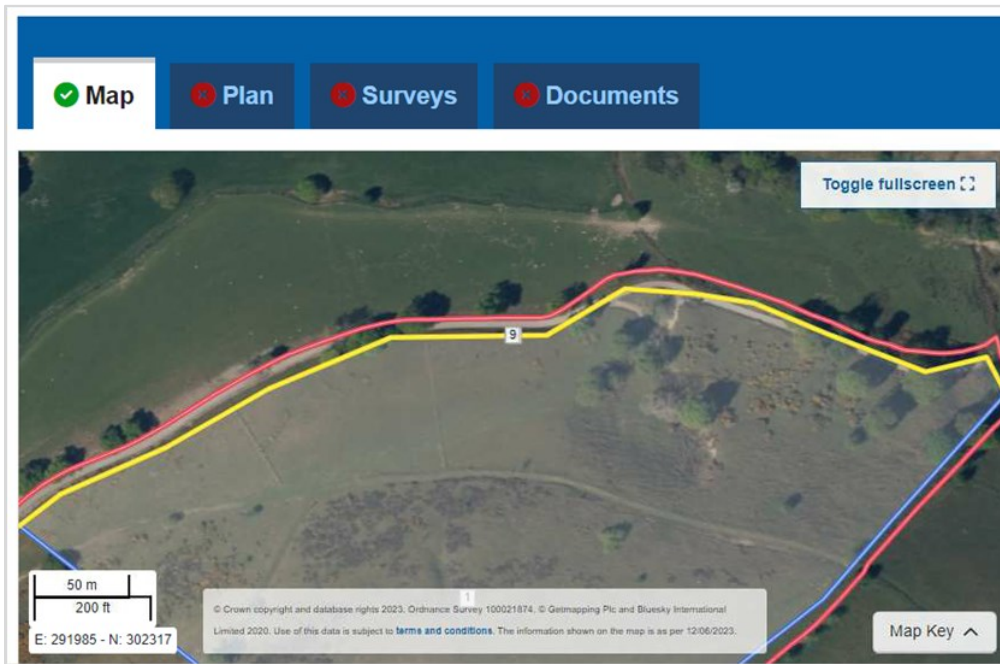 Map
Plan
Surveys
Documents
Toggle fullscreen
9
50 m
200 ft
1
© Crown copyright and database rights 2023. Ordnance Survey 100021874. © Getmapping Plc and Bluesky International
Limited 2020. Use of this data is subject to terms and conditions. The information shown on the map is as per 12/06/2023.
E: 291985 - N: 302317
Map Key